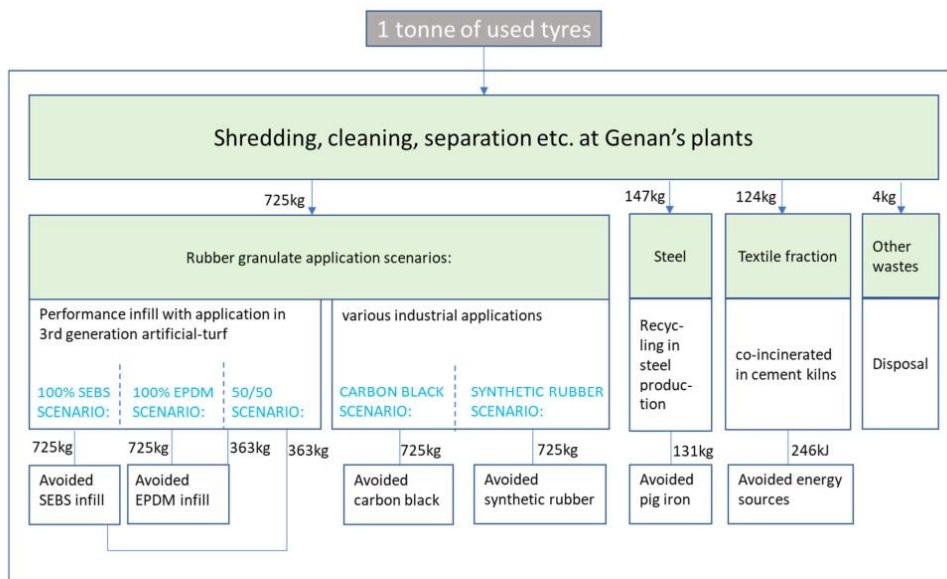 1 tonne of used tyres
Shredding, cleaning, separation etc. at Genan's plants
725kg
147kg
124kg
4kg
Rubber granulate application scenarios:
Steel
Textile fraction
Other
wastes
Performance infill with application in
3rd generation artificial-turf
various industrial applications
Recyc-
ling in
steel
produc-
tion
co-incinerated
in cement kilns
Disposal
100% SEBS
SCENARIO:
100% EPDM
SCENARIO:
50/50
SCENARIO:
CARBON BLACK
SCENARIO:
SYNTHETIC RUBBER
SCENARIO:
725kg
725kg
363kg
363kg
725kg
725kg
131kg
246kJ
Avoided
SEBS infill
Avoided
EPDM infill
Avoided
carbon black
Avoided
synthetic rubber
Avoided
pig iron
Avoided energy
sources